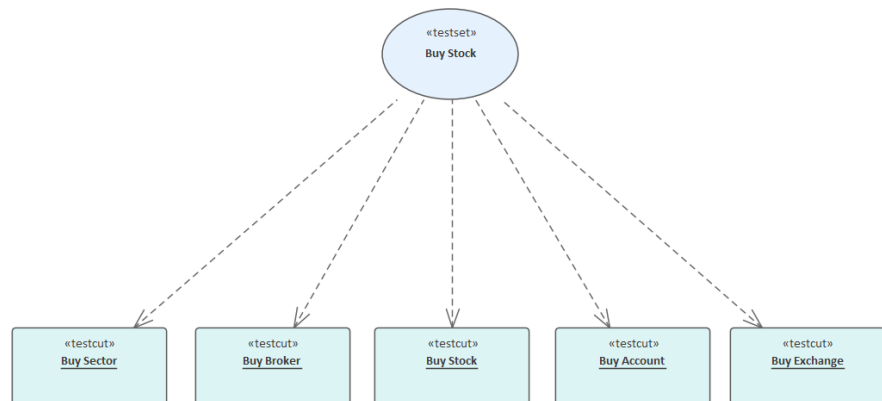 «testset»
Buy Stock
«testcut»
Buy Sector
«testcut»
Buy Broker
«testcut»
Buy Stock
«testcut»
Buy Account
«testcut»
Buy Exchange